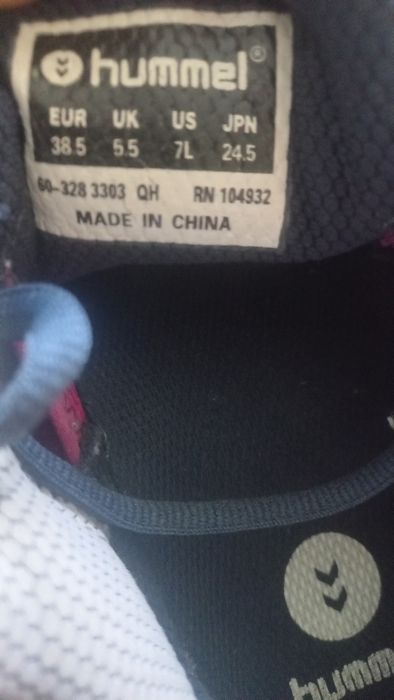 hummel®
EUR UK US JPN
38.5 5.5 7L 24.5
60-328 3303 QH RN 104932
MADE IN CHINA
humm